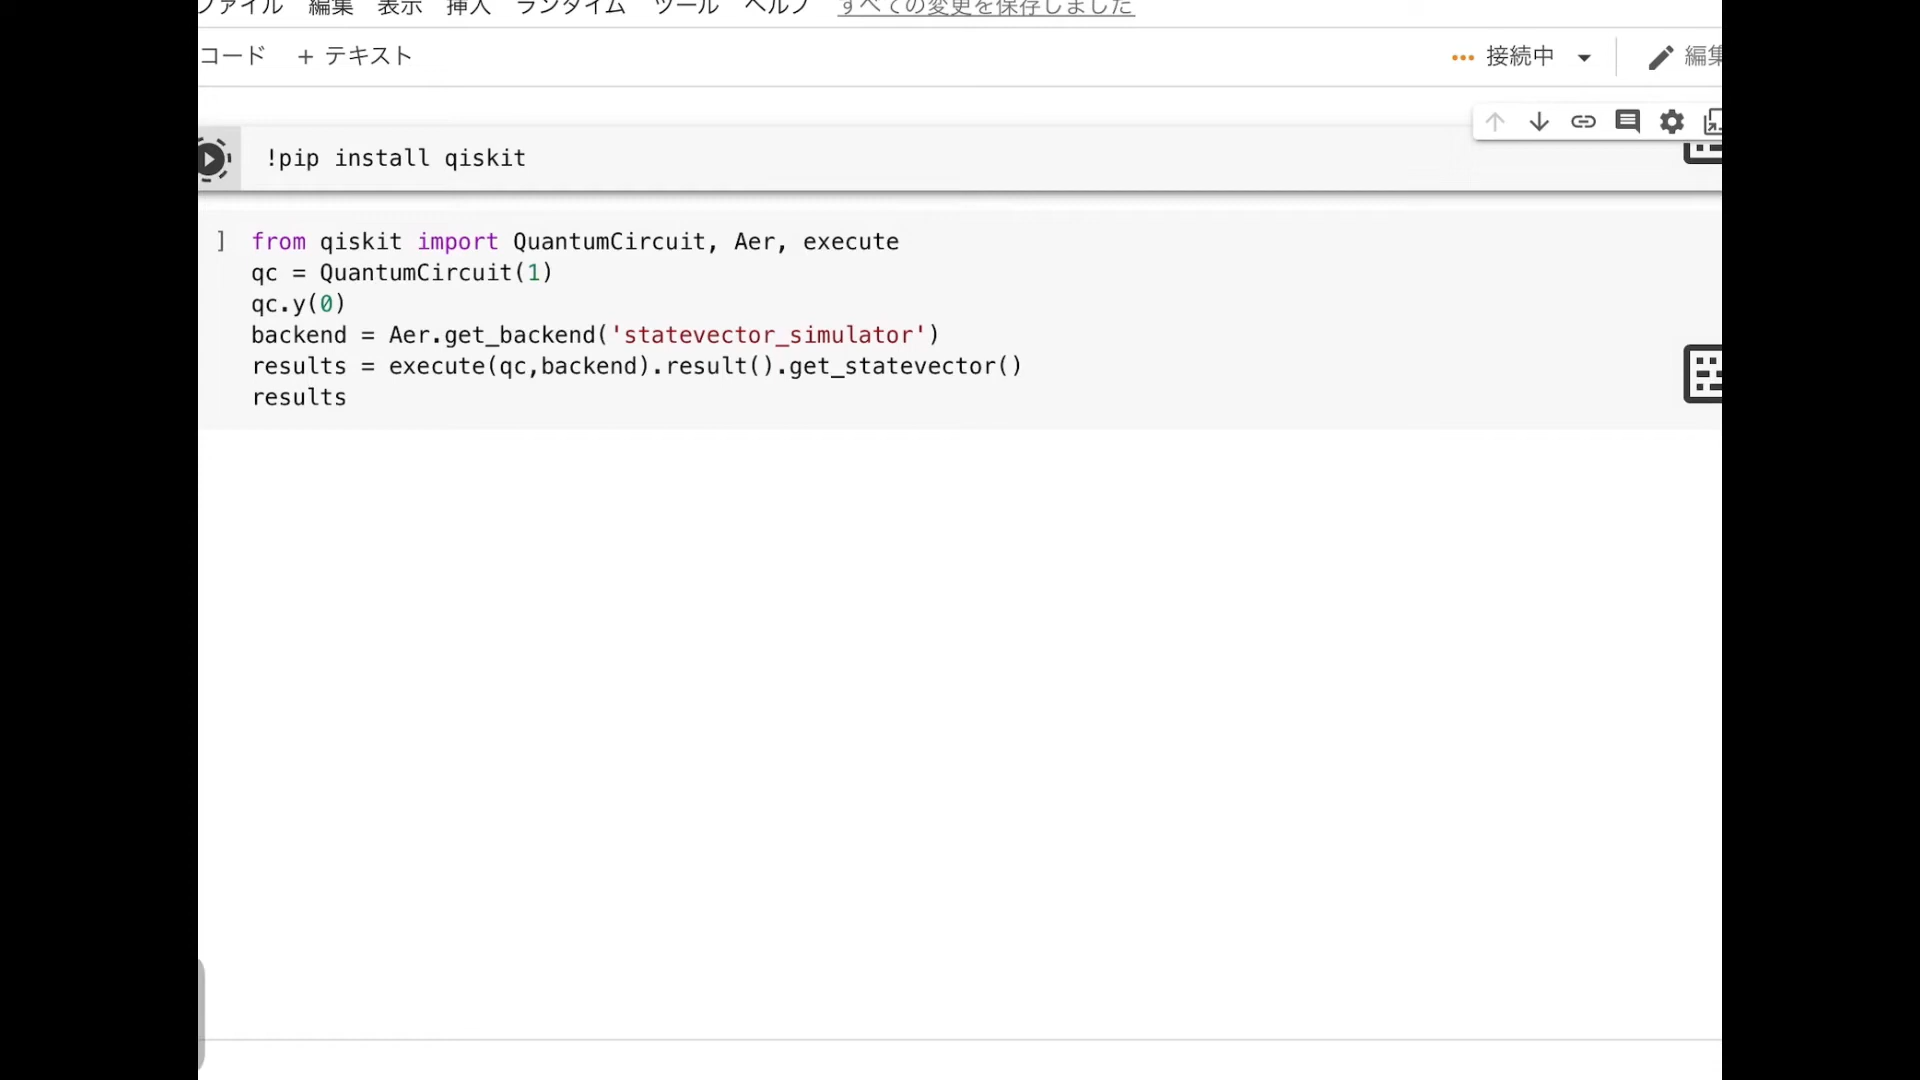 ファイル 編集 表示 挿入 ランタイム ツール ヘルプ すべての変更を保存しました
コード + テキスト ••• 接続中 編集
!pip install qiskit
] from qiskit import QuantumCircuit, Aer, execute
qc = QuantumCircuit(1)
qc.y(0)
backend = Aer.get_backend('statevector_simulator')
results = execute(qc,backend).result().get_statevector()
results